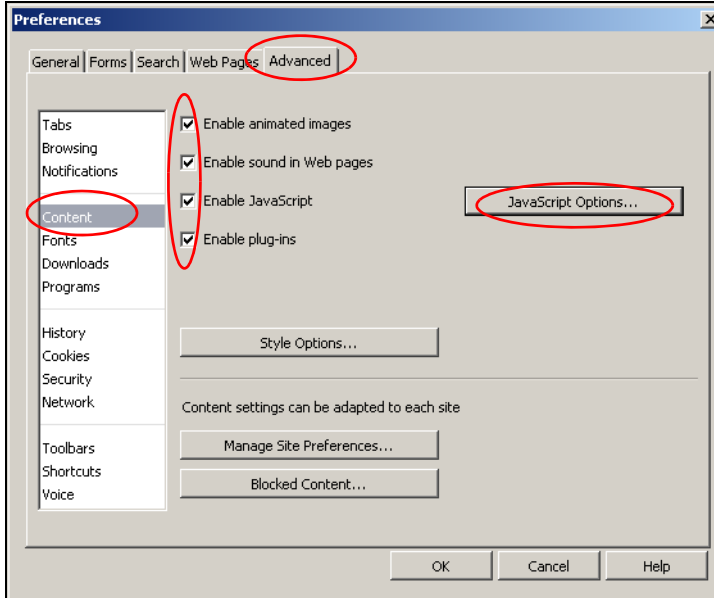 Preferences
General Forms Search Web Pages Advanced
Tabs
Browsing
Notifications
Content
Fonts
Downloads
Programs
History
Cookies
Security
Network
Toolbars
Shortcuts
Voice
Enable animated images
Enable sound in Web pages
Enable JavaScript
JavaScript Options...
Enable plug-ins
Style Options...
Content settings can be adapted to each site
Manage Site Preferences...
Blocked Content...
OK Cancel Help